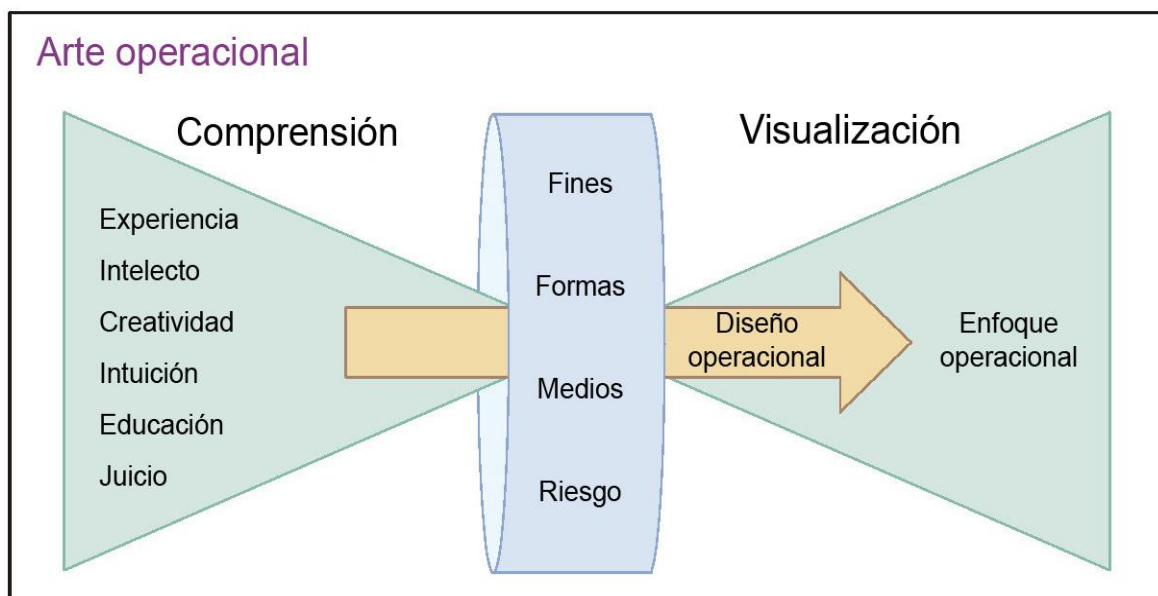 Arte operacional
Comprensión
Experiencia
Intelecto
Creatividad
Intuición
Educación
Juicio
Fines
Formas
Medios
Riesgo
Visualización
Diseño
operacional
Enfoque
operacional